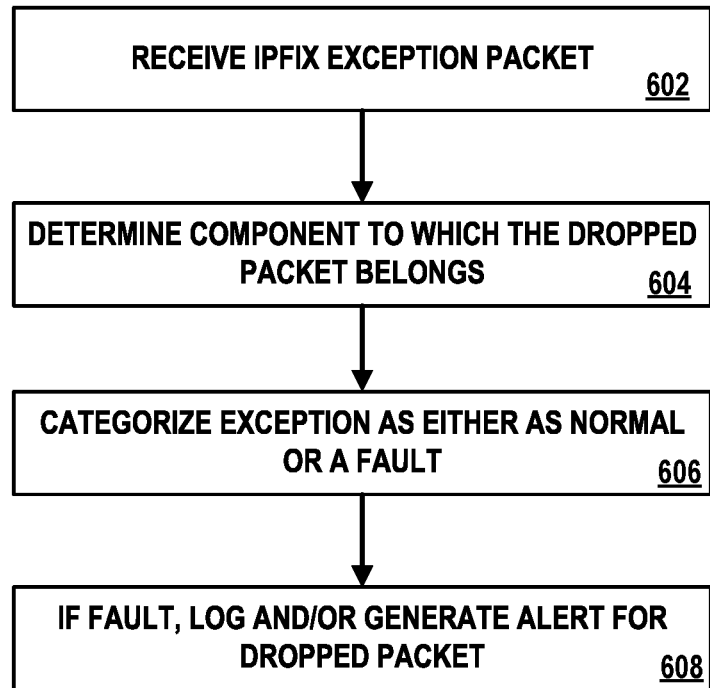 RECEIVE IPFIX EXCEPTION PACKET
602
DETERMINE COMPONENT TO WHICH THE DROPPED
PACKET BELONGS
604
CATEGORIZE EXCEPTION AS EITHER AS NORMAL
OR A FAULT
606
IF FAULT, LOG AND/OR GENERATE ALERT FOR
DROPPED PACKET
608